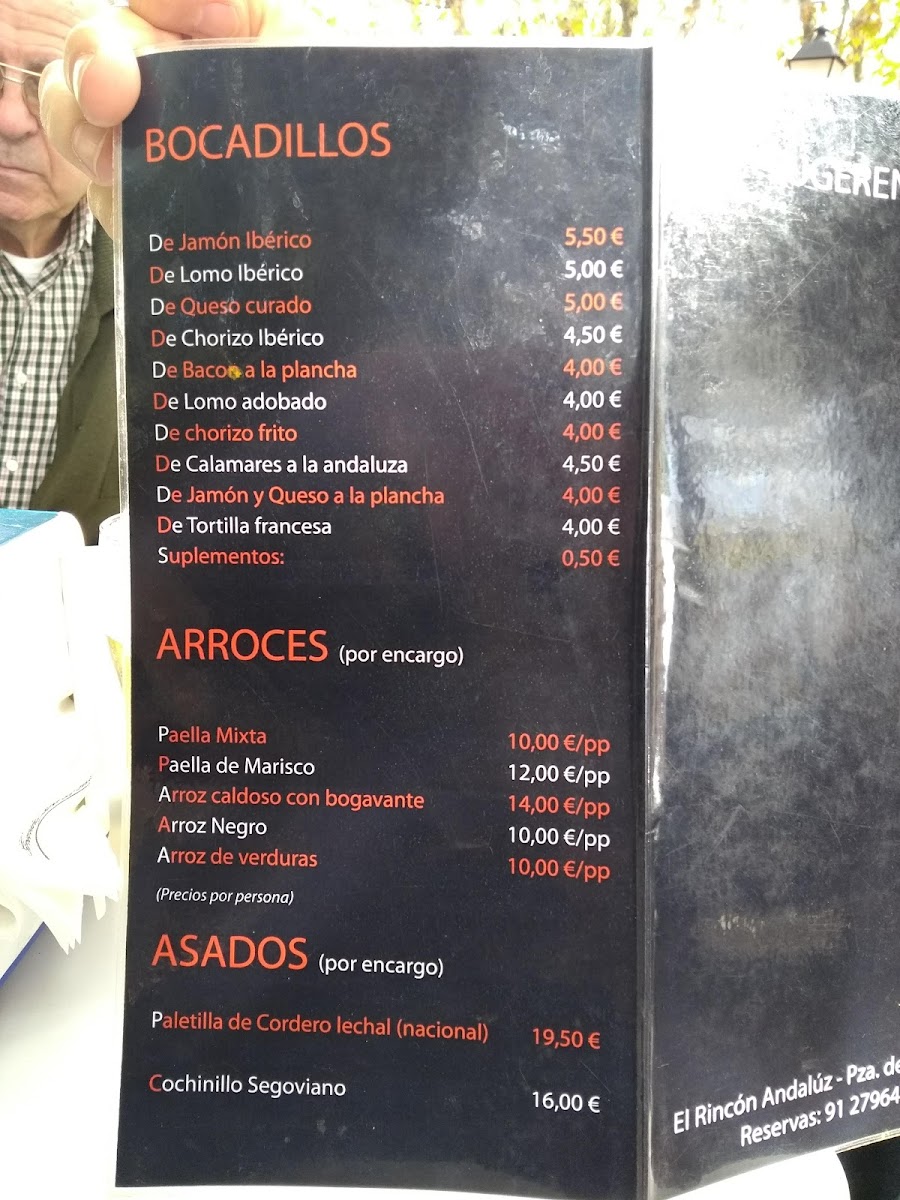 BOCADILLOS
De Jamón Ibérico 5,50 €
De Lomo Ibérico 5,00 €
De Queso curado 5,00 €
De Chorizo Ibérico 4,50 €
De Bacon a la plancha 4,00 €
De Lomo adobado 4,00 €
De chorizo frito 4,00 €
De Calamares a la andaluza 4,50 €
De Jamón y Queso a la plancha 4,00 €
De Tortilla francesa 4,00 €
Suplementos: 0,50 €
ARROCES (por encargo)
Paella Mixta 10,00 €/pp
Paella de Marisco 12,00 €/pp
Arroz caldoso con bogavante 14,00 €/pp
Arroz Negro 10,00 €/pp
Arroz de verduras 10,00 €/pp
(Precios por persona)
ASADOS (por encargo)
Paletilla de Cordero lechal (nacional) 19,50 €
Cochinillo Segoviano 16,00 €
El Rincón Andalúz - Pza. de
Reservas: 91 27964